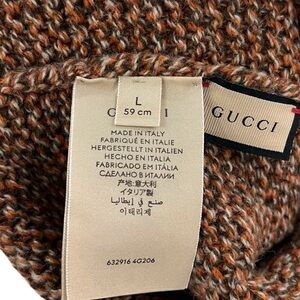 L
59 cm
GUCCI
MADE IN ITALY
FABRIQUÉ EN ITALIE
HERGESTELLT IN ITALIEN
HECHO EN ITALIA
FABRICADO EM ITÁLIA
СДЕЛАНО В ИТАЛИИ
产地:意大利
イタリア製
صنع في إيطاليا
이태리제
632916 4G206